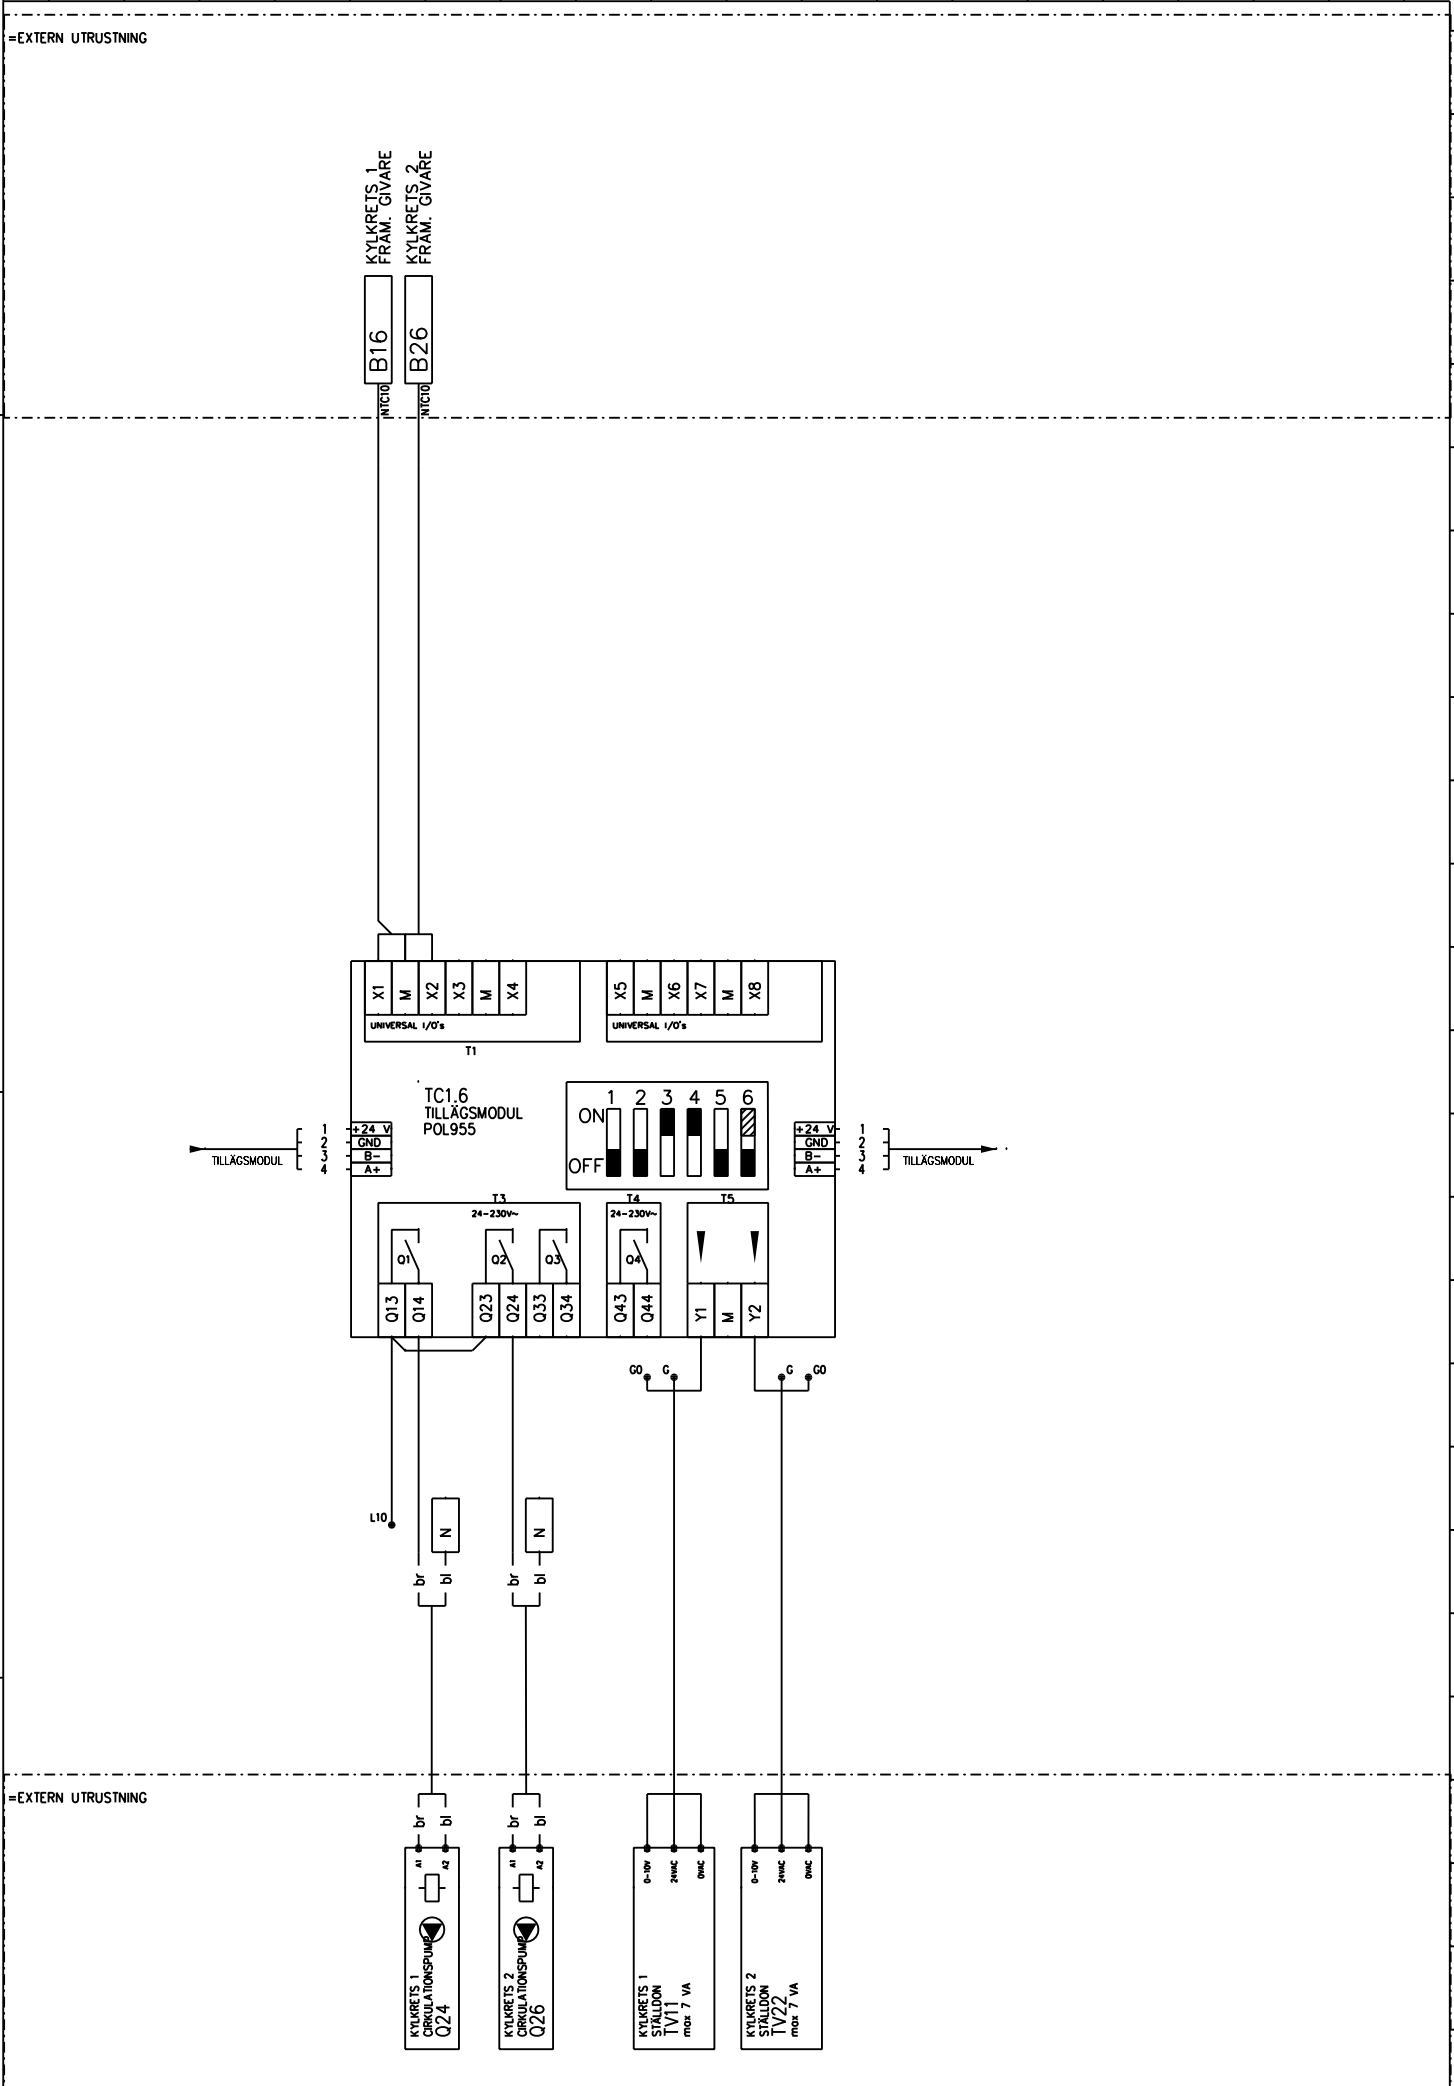 =EXTERN UTRUSTNING
KYLKRETS 1
FRAM. GIVARE
KYLKRETS 2
FRAM. GIVARE
B16
B26
NTC10
NTC10
X1 M X2 X3 M X4
X5 M X6 X7 M X8
UNIVERSAL I/O's
UNIVERSAL I/O's
T1
TC1.6
TILLÄGSMODUL
POL955
1 2 3 4 5 6
ON
OFF
1 +24 V
2 GND
3 B-
4 A+
TILLÄGSMODUL
+24 V 1
GND 2
B- 3
A+ 4
TILLÄGSMODUL
T3
24-230V~
T4
24-230V~
T5
Q1 Q2 Q3 Q4
Q13 Q14 Q23 Q24 Q33 Q34 Q43 Q44 Y1 M Y2
G0 G G G0
L10
N N
br bl br bl
=EXTERN UTRUSTNING
br bl br bl
A1 A2 A1 A2
0-10V 24VAC 0VAC
0-10V 24VAC 0VAC
KYLKRETS 1
CIRKULATIONSPUMP
Q24
KYLKRETS 2
CIRKULATIONSPUMP
Q26
KYLKRETS 1
STÄLLDON
TV11
max 7 VA
KYLKRETS 2
STÄLLDON
TV22
max 7 VA